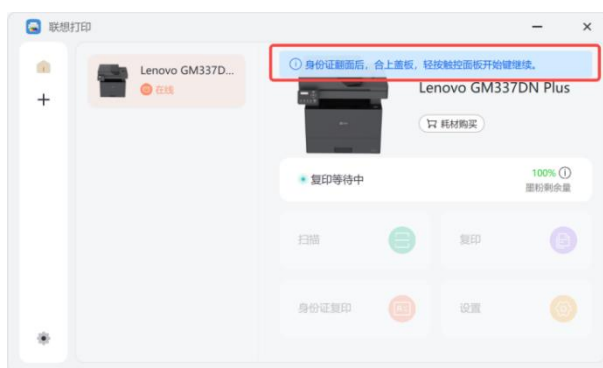 联想打印
Lenovo GM337D...
在线
身份证翻面后，合上盖板，轻按触控面板开始键继续。
Lenovo GM337DN Plus
耗材购买
复印等待中
100%
墨粉剩余量
扫描
复印
身份证复印
设置